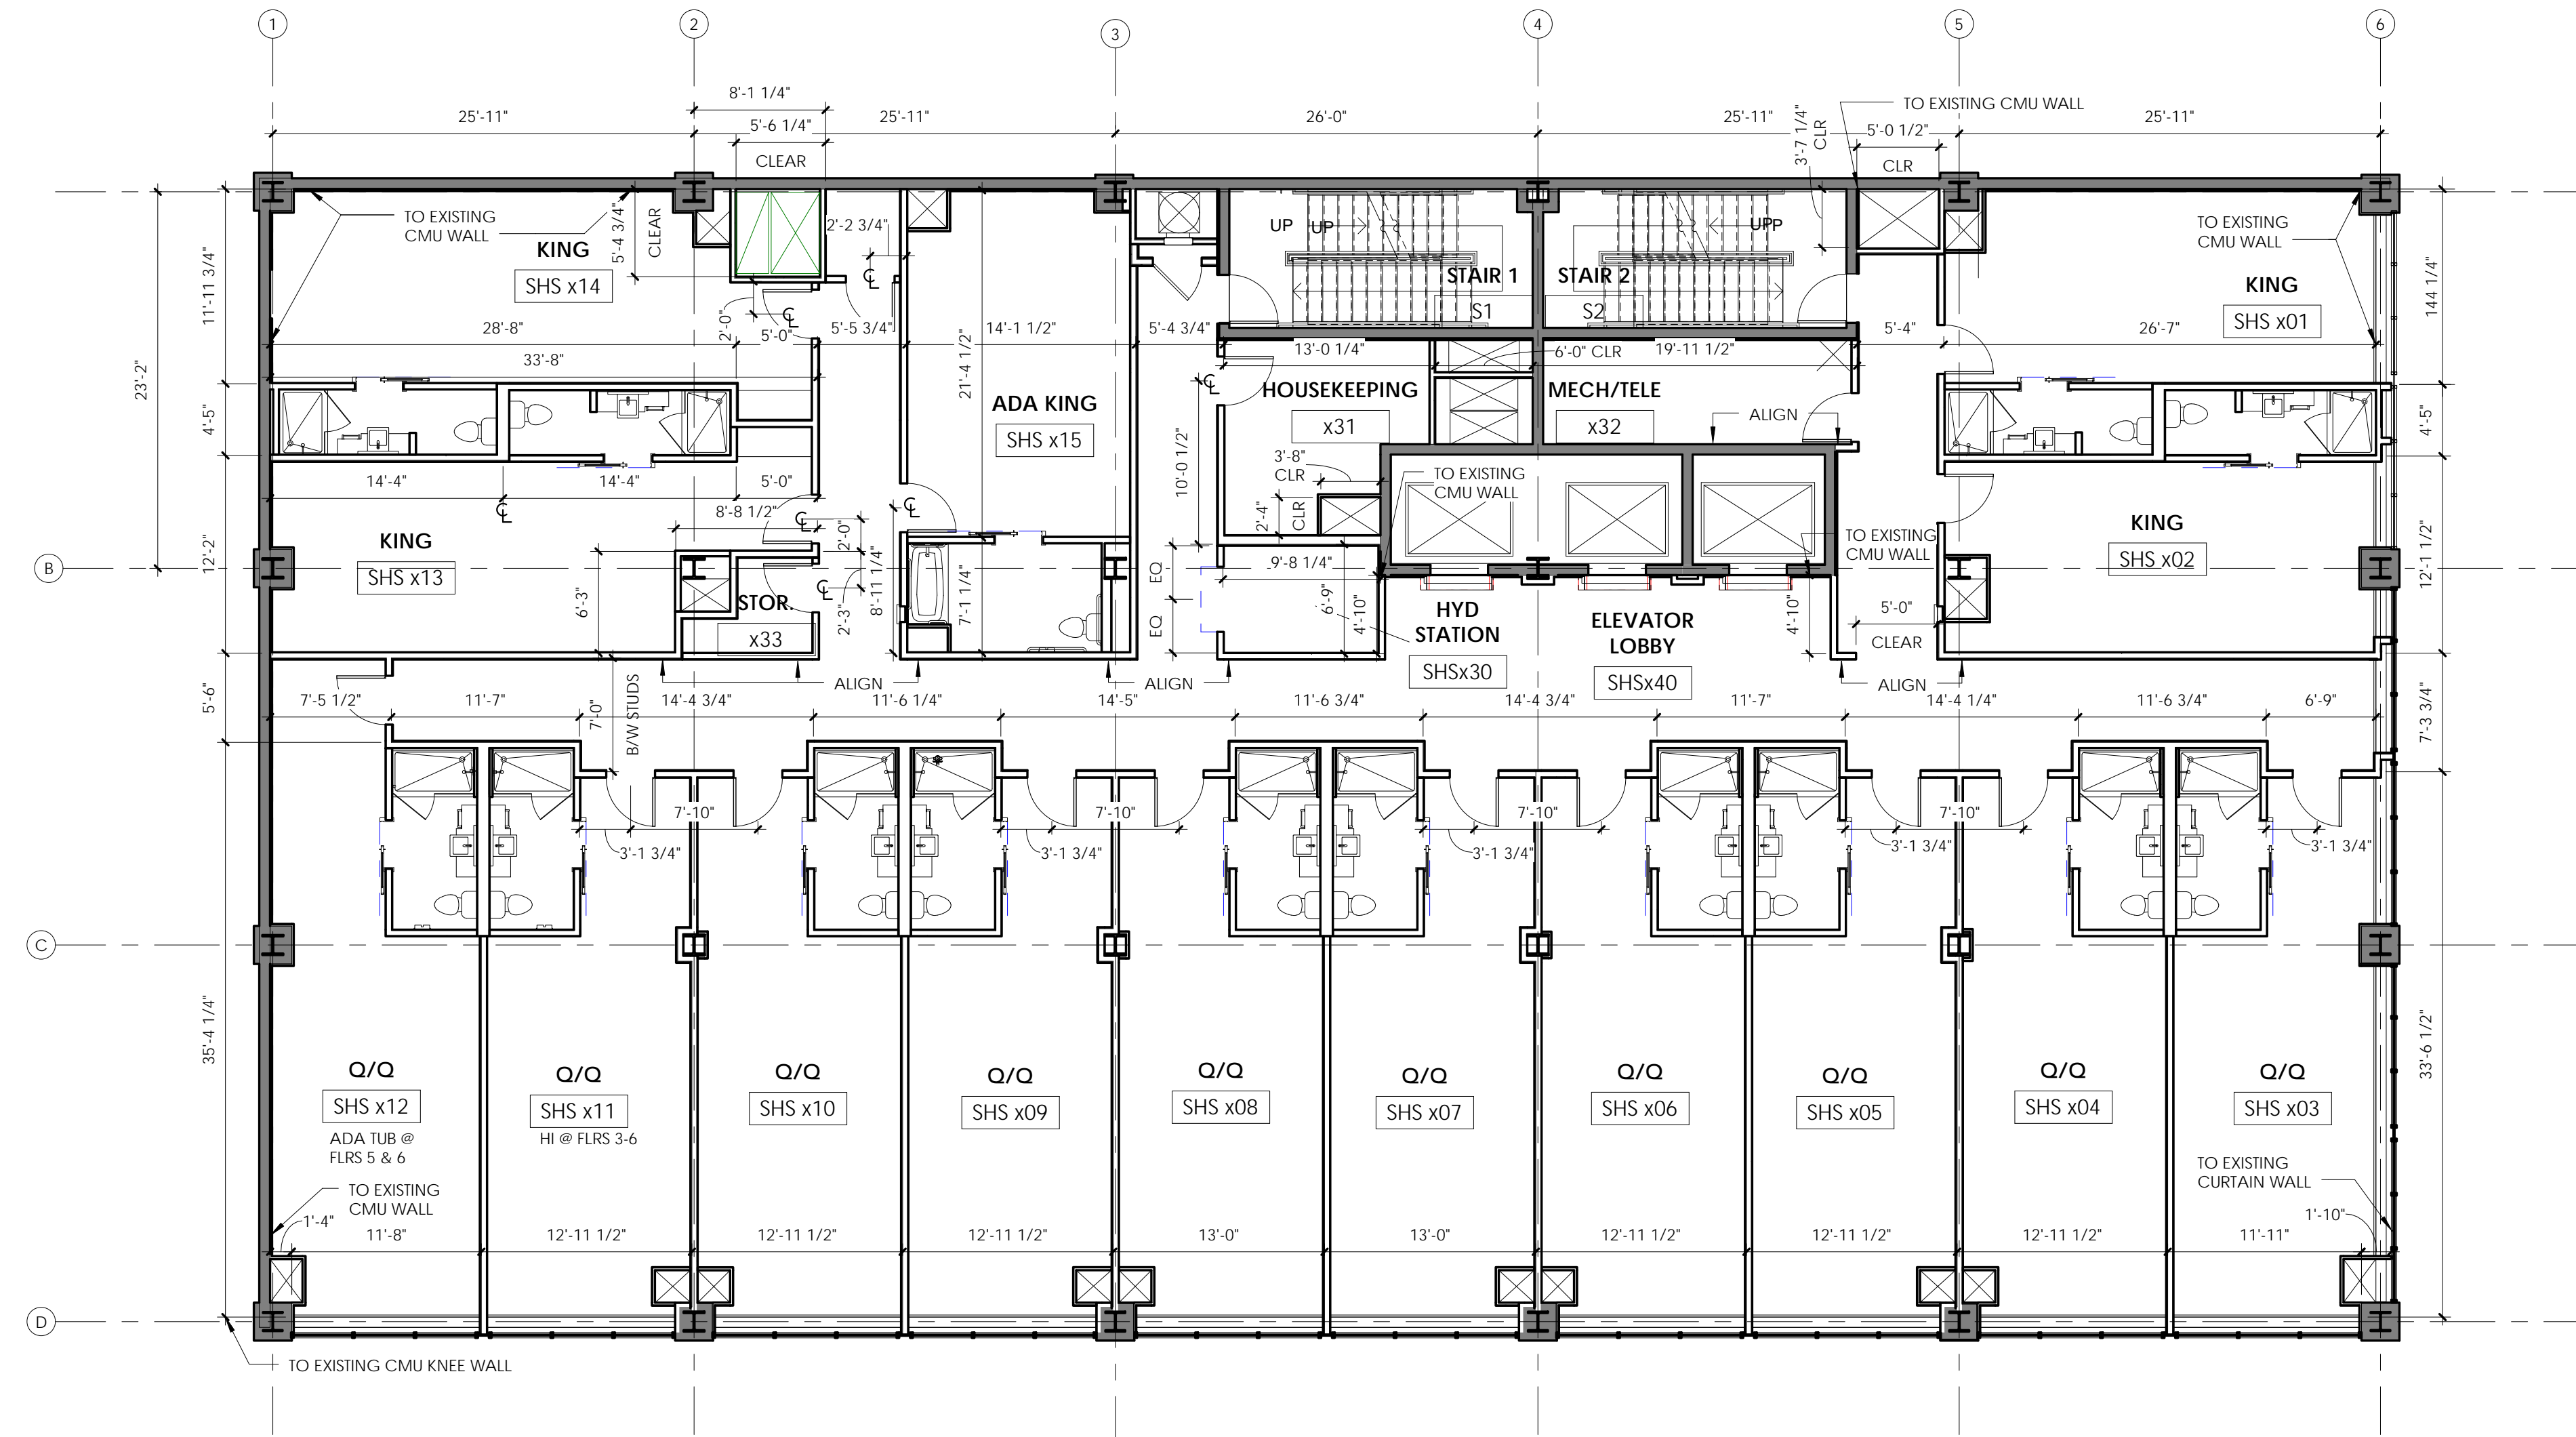 1
2
3
4
5
6
8'-1 1/4"
TO EXISTING CMU WALL
25'-11"
5'-6 1/4"
25'-11"
26'-0"
25'-11"
3'-7 1/4"
CLR
5'-0 1/2"
25'-11"
CLEAR
CLR
TO EXISTING
CMU WALL
KING
SHS x14
5'-4 3/4"
CLEAR
2'-2 3/4"
UP
UP
UP
P
TO EXISTING
CMU WALL
11'-11 3/4"
23'-2"
STAIR 1
S1
STAIR 2
S2
KING
SHS x01
144 1/4"
28'-8"
2'-0"
5'-0"
5'-5 3/4"
14'-1 1/2"
5'-4 3/4"
5'-4"
26'-7"
33'-8"
21'-4 1/2"
13'-0 1/4"
6'-0" CLR
19'-11 1/2"
HOUSEKEEPING
x31
MECH/TELE
x32
ALIGN
ADA KING
SHS x15
4'-5"
4'-5"
3'-8"
CLR
TO EXISTING
CMU WALL
14'-4"
14'-4"
5'-0"
8'-8 1/2"
10'-0 1/2"
2'-4"
CLR
KING
SHS x13
12'-2"
2'-0"
TO EXISTING
CMU WALL
KING
SHS x02
12'-1 1/2"
B
6'-3"
STOR.
x33
2'-3"
8'-11 1/4"
7'-1 1/4"
EQ
EQ
9'-8 1/4"
6'-9"
4'-10"
HYD
STATION
SHSx30
ELEVATOR
LOBBY
SHSx40
4'-10"
5'-0"
CLEAR
ALIGN
ALIGN
ALIGN
5'-6"
7'-5 1/2"
11'-7"
7'-0"
B/W STUDS
14'-4 3/4"
11'-6 1/4"
14'-5"
11'-6 3/4"
14'-4 3/4"
11'-7"
14'-4 1/4"
11'-6 3/4"
6'-9"
7'-3 3/4"
7'-10"
7'-10"
7'-10"
7'-10"
3'-1 3/4"
3'-1 3/4"
3'-1 3/4"
3'-1 3/4"
3'-1 3/4"
C
35'-4 1/4"
33'-6 1/2"
Q/Q
SHS x12
ADA TUB @
FLRS 5 & 6
Q/Q
SHS x11
HI @ FLRS 3-6
Q/Q
SHS x10
Q/Q
SHS x09
Q/Q
SHS x08
Q/Q
SHS x07
Q/Q
SHS x06
Q/Q
SHS x05
Q/Q
SHS x04
Q/Q
SHS x03
TO EXISTING
CMU WALL
TO EXISTING
CURTAIN WALL
1'-4"
11'-8"
12'-11 1/2"
12'-11 1/2"
12'-11 1/2"
13'-0"
13'-0"
12'-11 1/2"
12'-11 1/2"
12'-11 1/2"
11'-11"
1'-10"
D
TO EXISTING CMU KNEE WALL